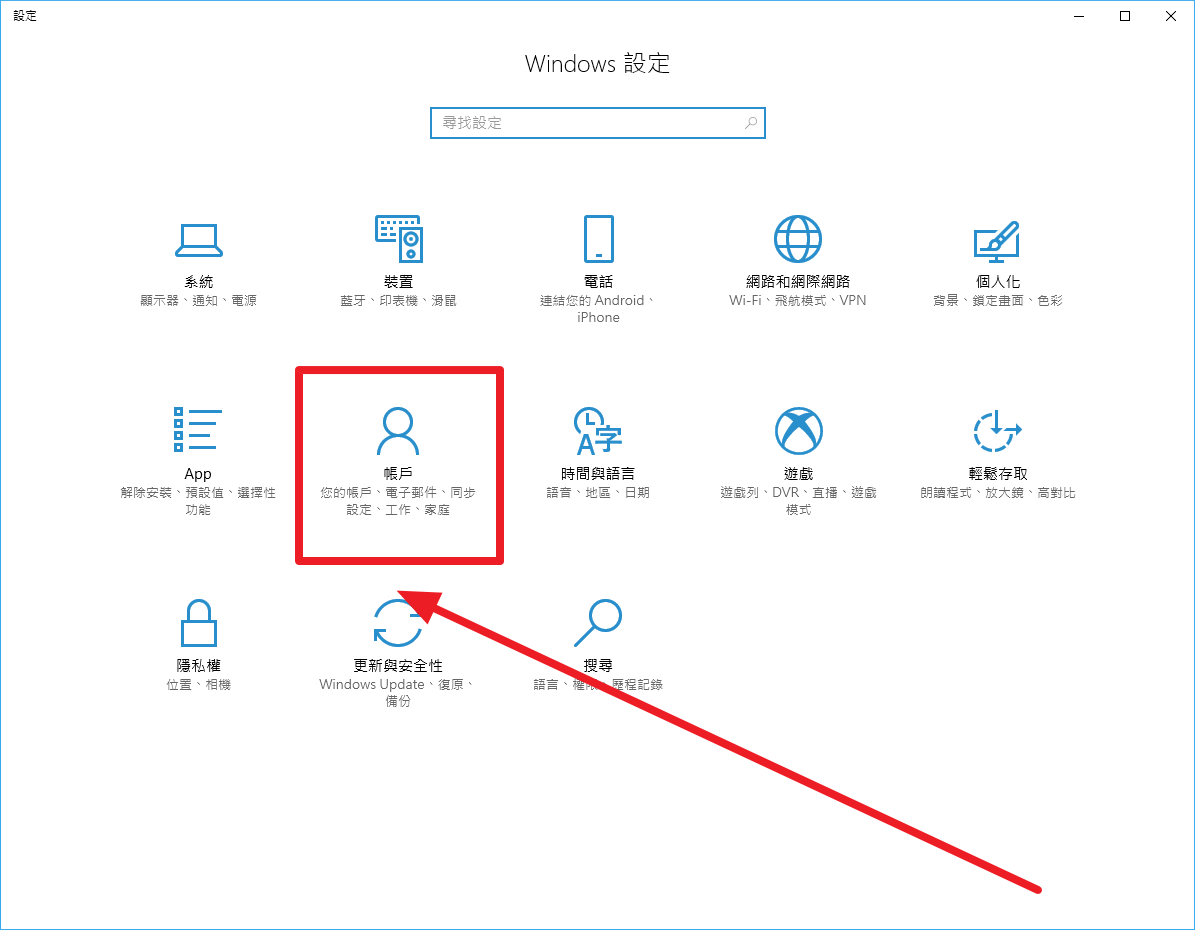 設定
Windows 設定
尋找設定
系統
顯示器、通知、電源
裝置
藍牙、印表機、滑鼠
電話
連結您的 Android、
iPhone
網路和網際網路
Wi-Fi、飛航模式、VPN
個人化
背景、鎖定畫面、色彩
App
解除安裝、預設值、選擇性
功能
帳戶
您的帳戶、電子郵件、同步
設定、工作、家庭
時間與語言
語音、地區、日期
遊戲
遊戲列、DVR、直播、遊戲
模式
輕鬆存取
朗讀程式、放大鏡、高對比
隱私權
位置、相機
更新與安全性
Windows Update、復原、
備份
搜尋
語言、權限、歷程記錄